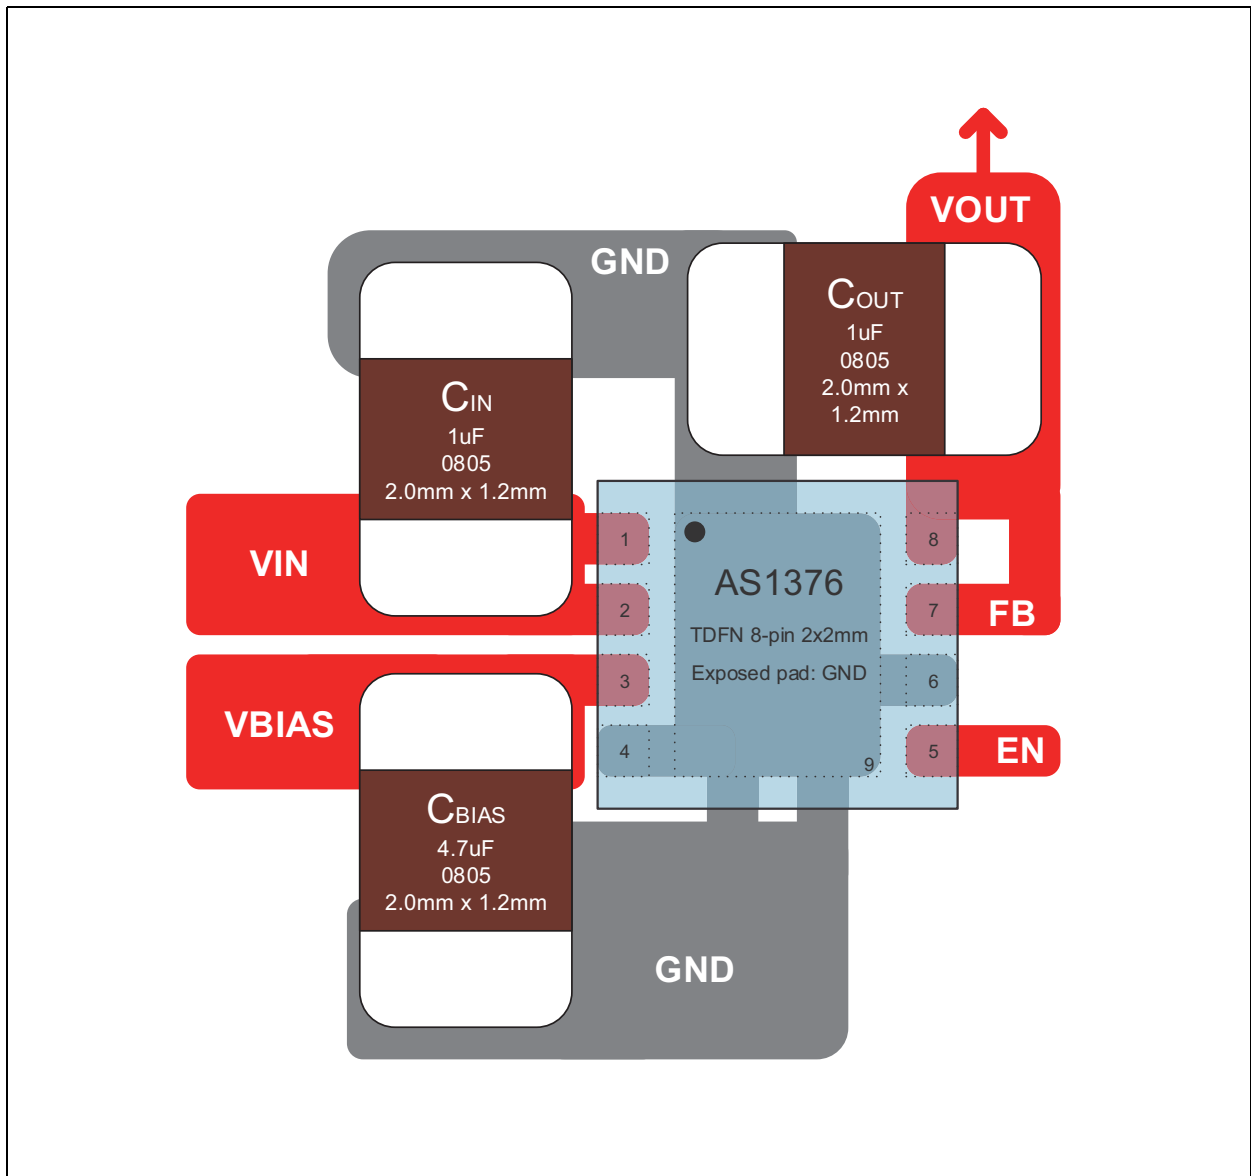 VOUT
GND
COUT
1uF
0805
2.0mm x
1.2mm
CIN
1uF
0805
2.0mm x 1.2mm
VIN
1
2
3
4
AS1376
TDFN 8-pin 2x2mm
Exposed pad: GND
9
8
7
6
5
FB
EN
VBIAS
CBIAS
4.7uF
0805
2.0mm x 1.2mm
GND